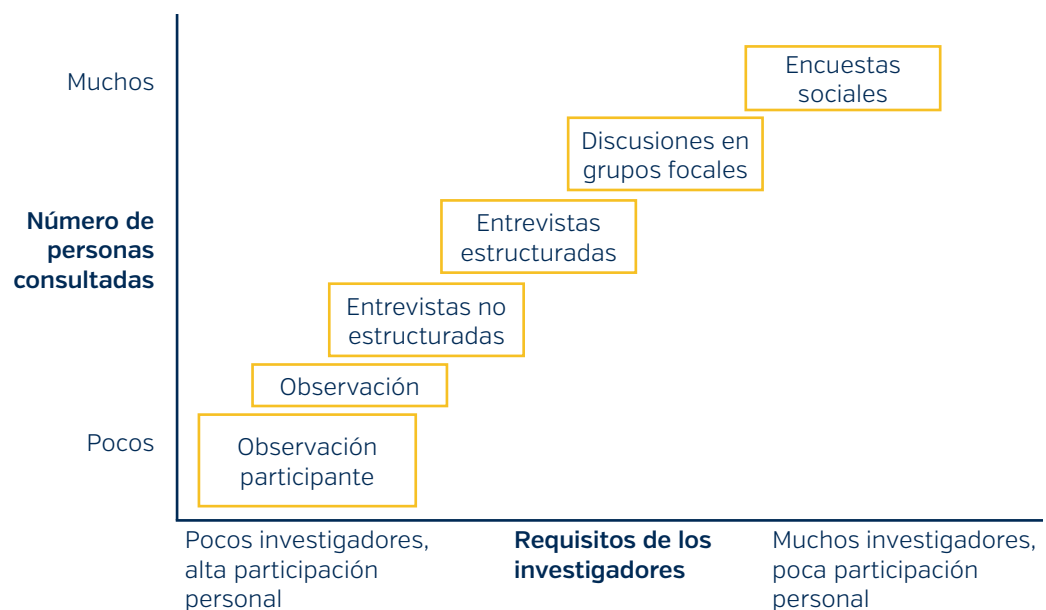 Muchos
Encuestas
sociales
Discusiones en
grupos focales
Número de
personas
consultadas
Entrevistas
estructuradas
Entrevistas no
estructuradas
Observación
Pocos
Observación
participante
Pocos investigadores,
alta participación
personal
Requisitos de los
investigadores
Muchos investigadores,
poca participación
personal